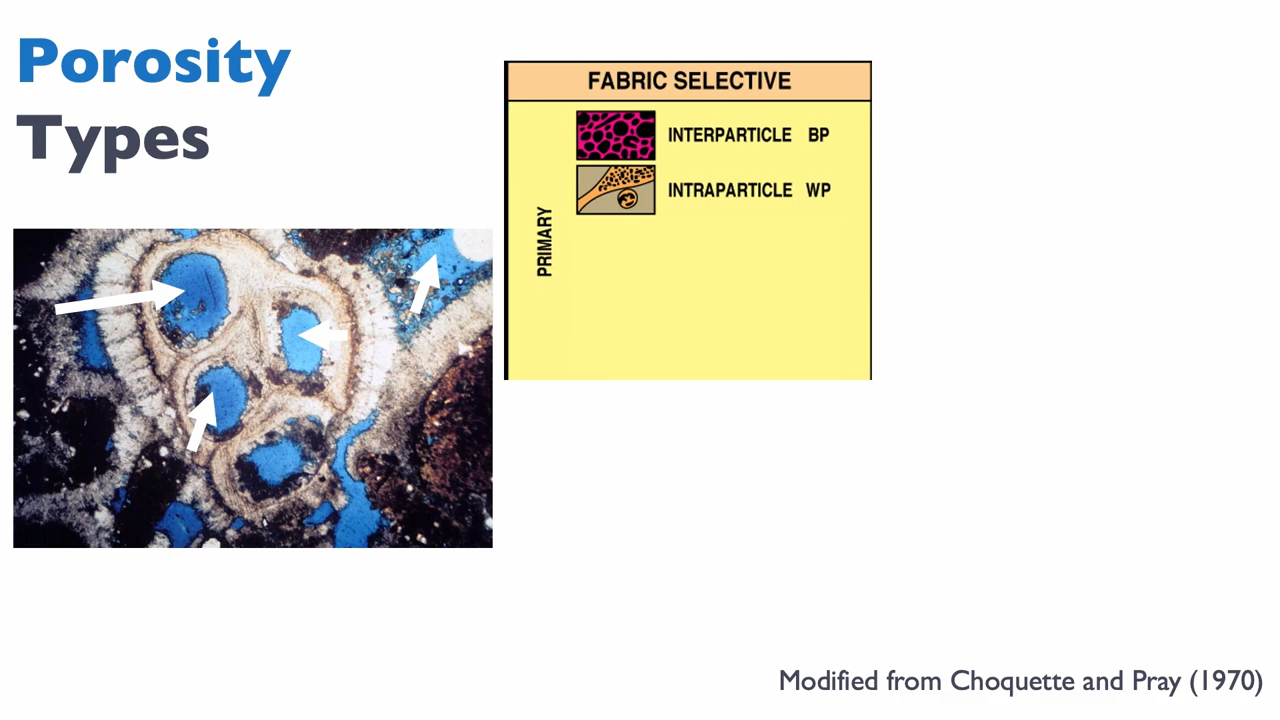 Porosity
Types
FABRIC SELECTIVE
INTERPARTICLE BP
INTRAPARTICLE WP
PRIMARY
Modified from Choquette and Pray (1970)